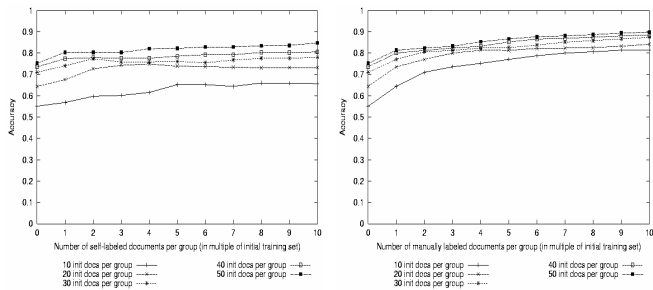 1
0.9
0.8
0.7
0.6
0.5
0.4
0.3
0.2
0.1
0
Accuracy
0 1 2 3 4 5 6 7 8 9 10
Number of self-labeled documents per group (in multiple of initial training set)
10 init docs per group
20 init docs per group
30 init docs per group
40 init docs per group
50 init docs per group
1
0.9
0.8
0.7
0.6
0.5
0.4
0.3
0.2
0.1
0
Accuracy
0 1 2 3 4 5 6 7 8 9 10
Number of manually labeled documents per group (in multiple of initial training set)
10 init docs per group
20 init docs per group
30 init docs per group
40 init docs per group
50 init docs per group